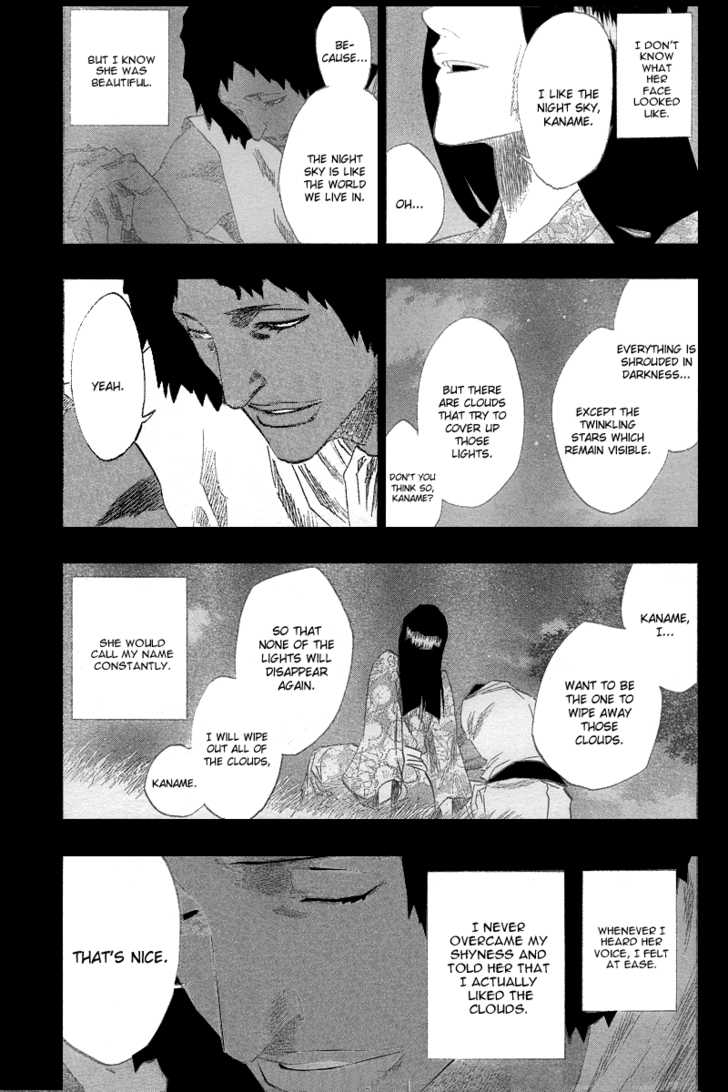 I DON'T
KNOW
WHAT
HER
FACE
LOOKED
LIKE.
I LIKE THE
NIGHT SKY,
KANAME.
OH...
BE-
CAUSE...
THE NIGHT
SKY IS LIKE
THE WORLD
WE LIVE IN.
BUT I KNOW
SHE WAS
BEAUTIFUL.
EVERYTHING IS
SHROUDED IN
DARKNESS...
EXCEPT THE
TWINKLING
STARS WHICH
REMAIN VISIBLE.
BUT THERE
ARE CLOUDS
THAT TRY TO
COVER UP
THOSE
LIGHTS.
DON'T YOU
THINK SO,
KANAME?
YEAH.
KANAME,
I...
WANT TO BE
THE ONE TO
WIPE AWAY
THOSE
CLOUDS.
SO THAT
NONE OF THE
LIGHTS WILL
DISAPPEAR
AGAIN.
I WILL WIPE
OUT ALL OF
THE CLOUDS,
KANAME.
SHE WOULD
CALL MY NAME
CONSTANTLY.
WHENEVER I
HEARD HER
VOICE, I FELT
AT EASE.
I NEVER
OVERCAME MY
SHYNESS AND
TOLD HER THAT
I ACTUALLY
LIKED THE
CLOUDS.
THAT'S NICE.